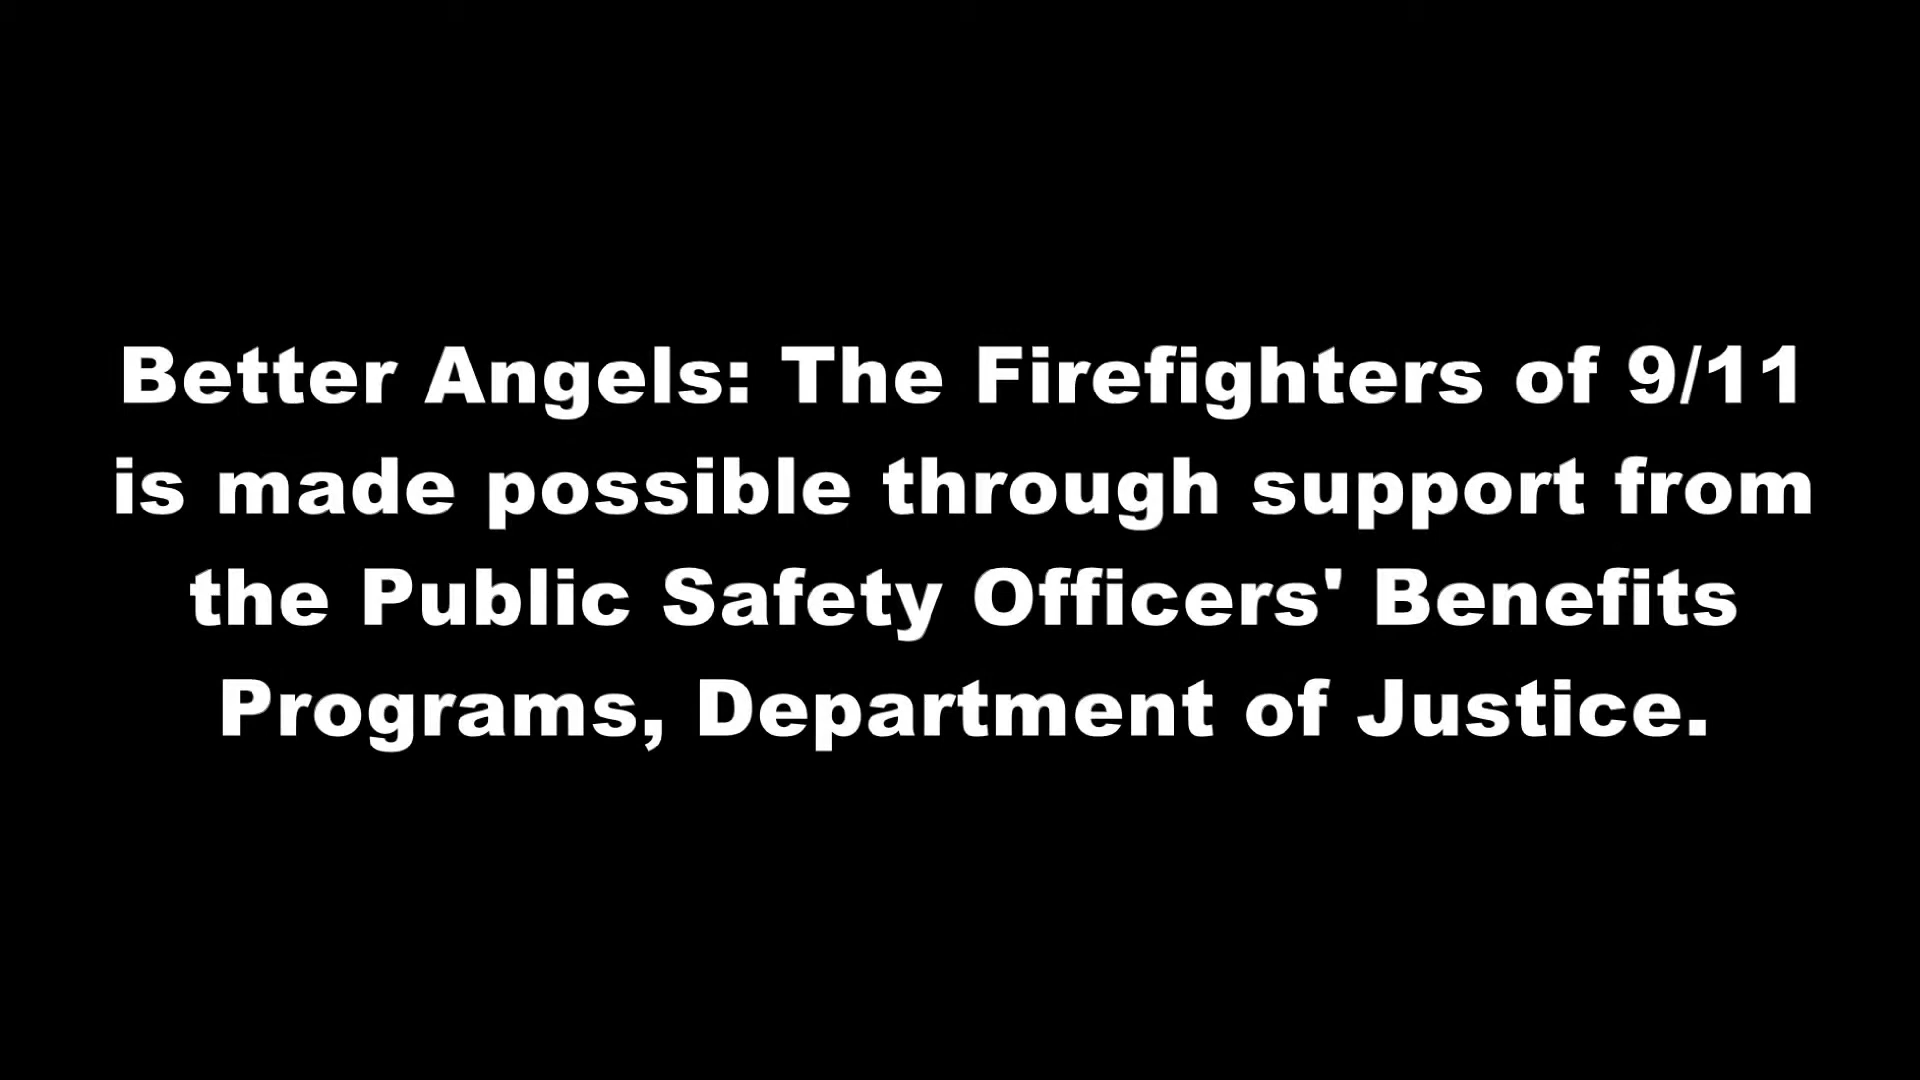 Better Angels: The Firefighters of 9/11
is made possible through support from
the Public Safety Officers' Benefits
Programs, Department of Justice.